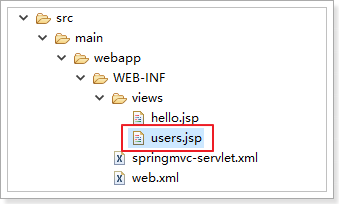 src
main
webapp
WEB-INF
views
hello.jsp
users.jsp
springmvc-servlet.xml
web.xml